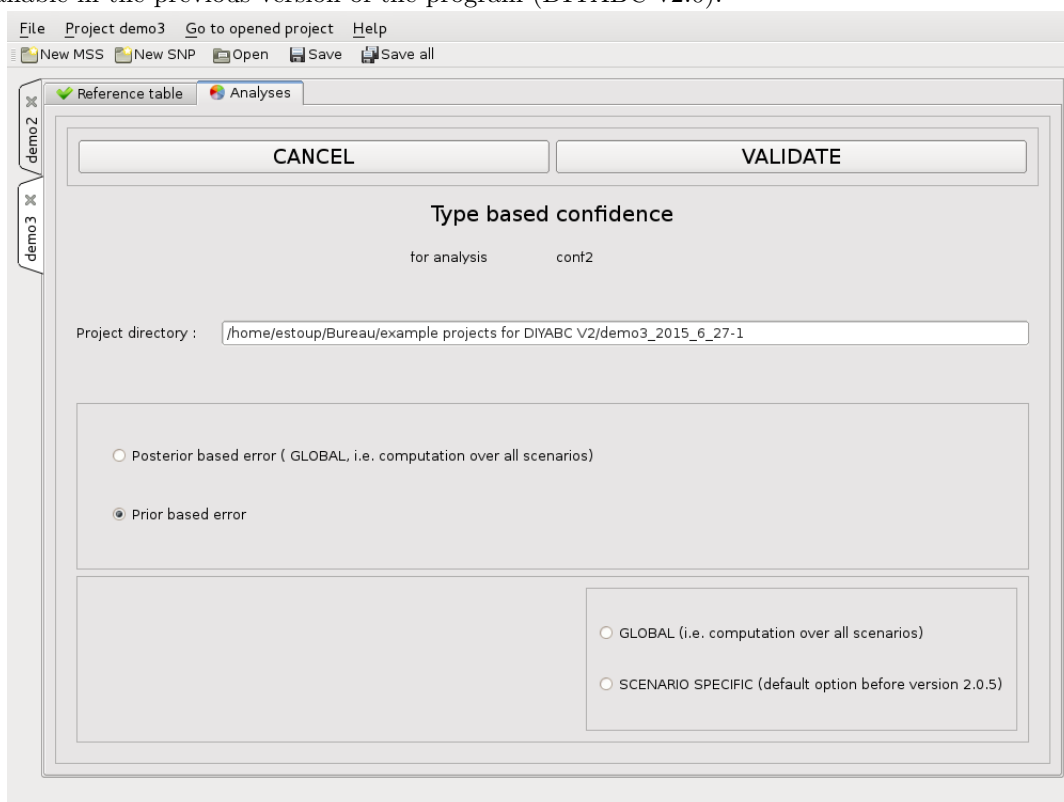 in the previous version of the program (DIYABC v2.0).
File Project demo3 Go to opened project Help
New MSS New SNP Open Save Save all
Reference table Analyses
demo2
demo3
CANCEL VALIDATE
Type based confidence
for analysis conf2
Project directory : /home/estoup/Bureau/example projects for DIYABC V2/demo3_2015_6_27-1
Posterior based error ( GLOBAL, i.e. computation over all scenarios)
Prior based error
GLOBAL (i.e. computation over all scenarios)
SCENARIO SPECIFIC (default option before version 2.0.5)